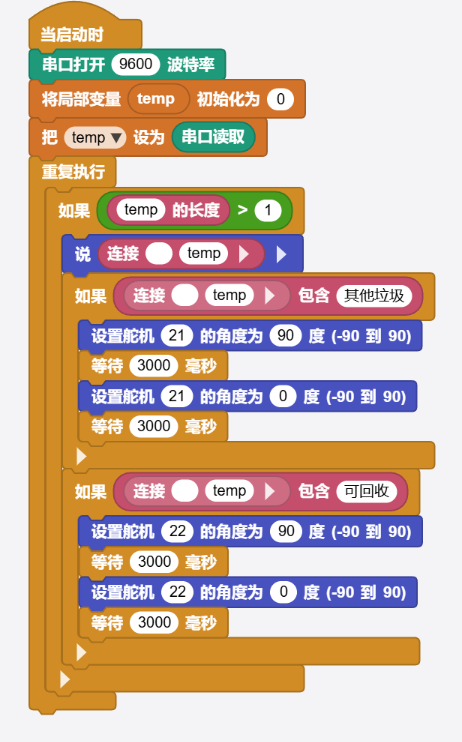 当启动时
串口打开 9600 波特率
将局部变量 temp 初始化为 0
把 temp 设为 串口读取
重复执行
如果 temp 的长度 > 1
说 连接 temp
如果 连接 temp 包含 其他垃圾
设置舵机 21 的角度为 90 度 (-90 到 90)
等待 3000 毫秒
设置舵机 21 的角度为 0 度 (-90 到 90)
等待 3000 毫秒
如果 连接 temp 包含 可回收
设置舵机 22 的角度为 90 度 (-90 到 90)
等待 3000 毫秒
设置舵机 22 的角度为 0 度 (-90 到 90)
等待 3000 毫秒